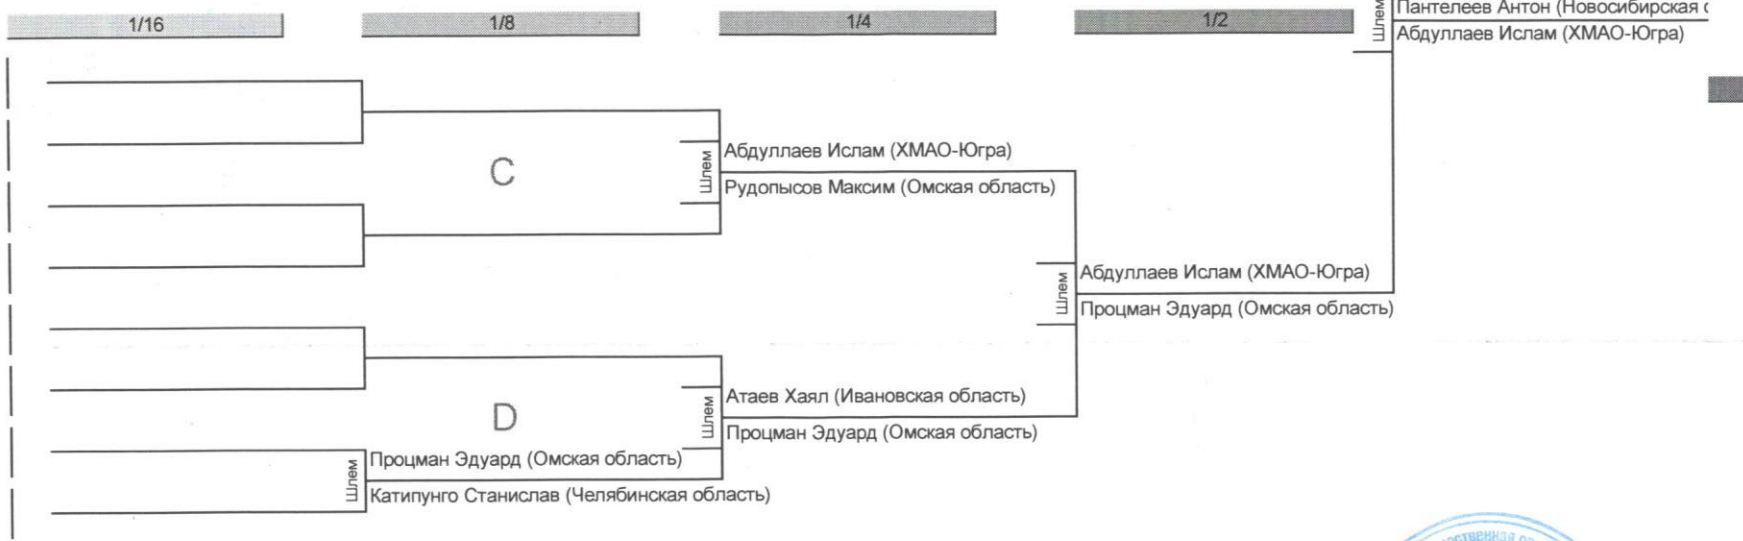 1/16
1/8
1/4
1/2
Шлем
Пантелеев Антон (Новосибирская
Абдуллаев Ислам (ХМАО-Югра)
C
Шлем
Абдуллаев Ислам (ХМАО-Югра)
Рудопысов Максим (Омская область)
Шлем
Абдуллаев Ислам (ХМАО-Югра)
Процман Эдуард (Омская область)
D
Шлем
Атаев Хаял (Ивановская область)
Процман Эдуард (Омская область)
Шлем
Процман Эдуард (Омская область)
Катипунго Станислав (Челябинская область)